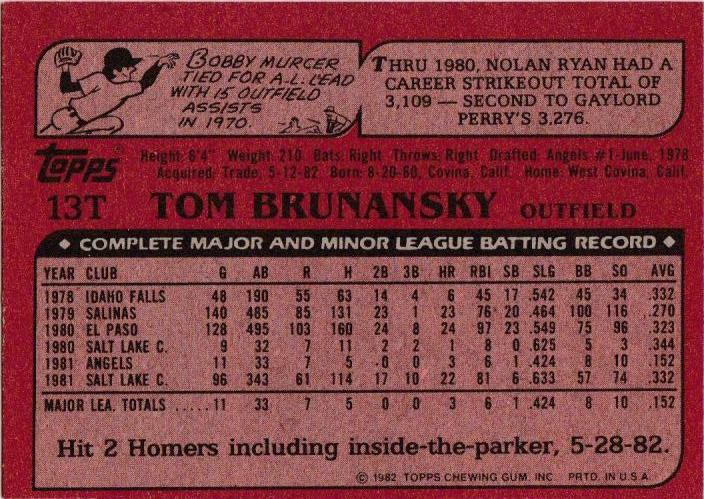 BOBBY MURCER
TIED FOR A.L. LEAD
WITH 15 OUTFIELD
ASSISTS
IN 1970.
THRU 1980, NOLAN RYAN HAD A
CAREER STRIKEOUT TOTAL OF
3,109 — SECOND TO GAYLORD
PERRY'S 3,276.
TOPPS
Height: 6'4" Weight: 210 Bats: Right Throws: Right Drafted: Angels #1-June, 1978
Acquired: Trade, 5-12-82 Born: 8-20-60, Covina, Calif. Home: West Covina, Calif.
13T TOM BRUNANSKY OUTFIELD
◆ COMPLETE MAJOR AND MINOR LEAGUE BATTING RECORD ◆
YEAR CLUB G AB R H 2B 3B HR RBI SB SLG BB SO AVG
1978 IDAHO FALLS 48 190 55 63 14 4 6 45 17 .542 45 34 .332
1979 SALINAS 140 485 85 131 23 1 23 76 20 .464 100 116 .270
1980 EL PASO 128 495 103 160 24 8 24 97 23 .549 75 96 .323
1980 SALT LAKE C. 9 32 7 11 2 2 1 8 0 .625 5 3 .344
1981 ANGELS 11 33 7 5 0 0 3 6 1 .424 8 10 .152
1981 SALT LAKE C. 96 343 61 114 17 10 22 81 6 .633 57 74 .332
MAJOR LEA. TOTALS .....11 33 7 5 0 0 3 6 1 .424 8 10 .152
Hit 2 Homers including inside-the-parker, 5-28-82.
© 1982 TOPPS CHEWING GUM, INC. PRTD. IN U.S.A.